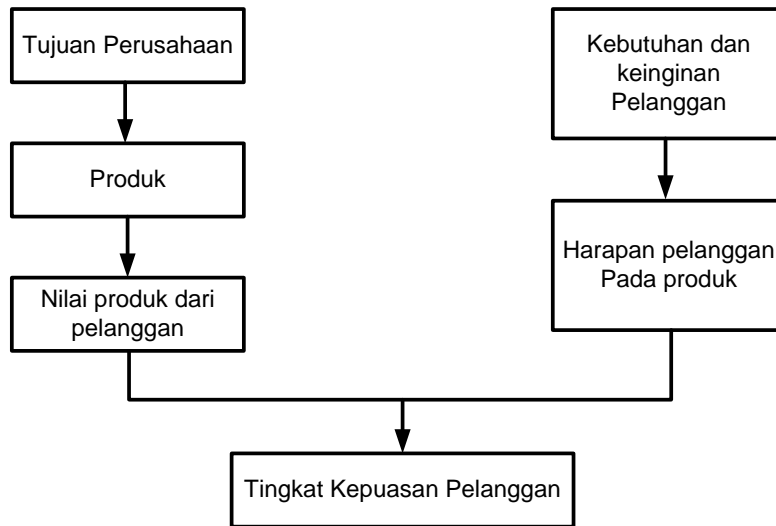 Tujuan Perusahaan
Kebutuhan dan
keinginan
Pelanggan
Produk
Harapan pelanggan
Pada produk
Nilai produk dari
pelanggan
Tingkat Kepuasan Pelanggan